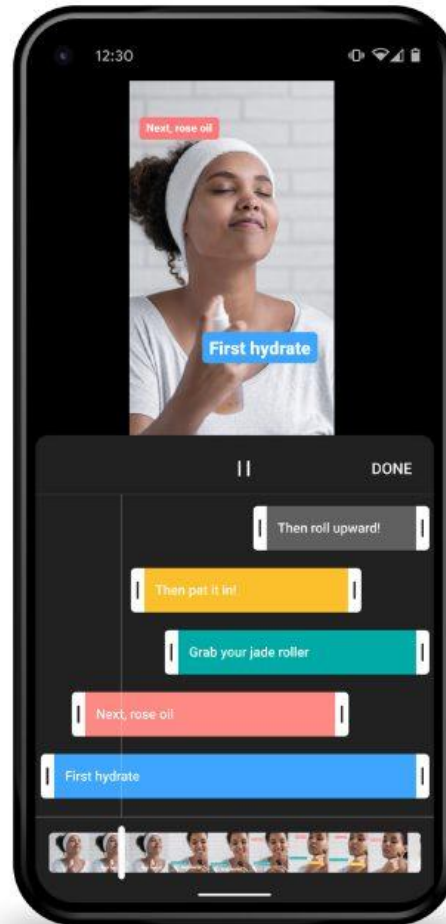 12:30
Next, rose oil
First hydrate
DONE
Then roll upward!
Then pat it in!
Grab your jade roller
Next, rose oil
First hydrate